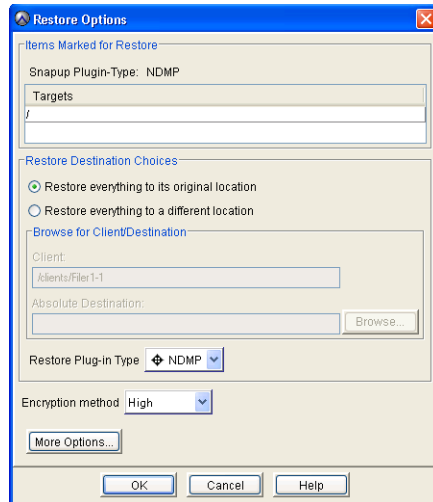 Restore Options
Items Marked for Restore
Snapup Plugin-Type: NDMP
Targets
/
Restore Destination Choices
Restore everything to its original location
Restore everything to a different location
Browse for Client/Destination
Client:
/clients/Filer1-1
Absolute Destination:
Browse...
Restore Plug-in Type NDMP
Encryption method High
More Options...
OK Cancel Help